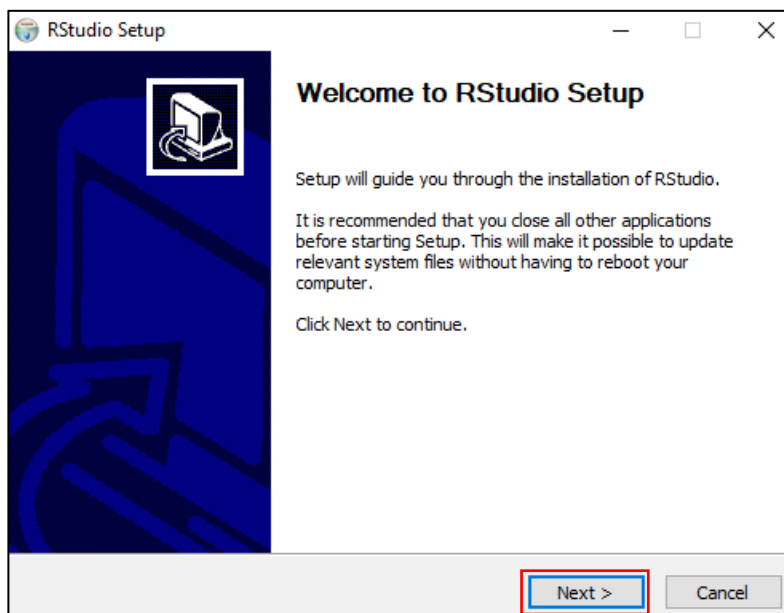 RStudio Setup
Welcome to RStudio Setup
Setup will guide you through the installation of RStudio.
It is recommended that you close all other applications
before starting Setup. This will make it possible to update
relevant system files without having to reboot your
computer.
Click Next to continue.
Next >
Cancel